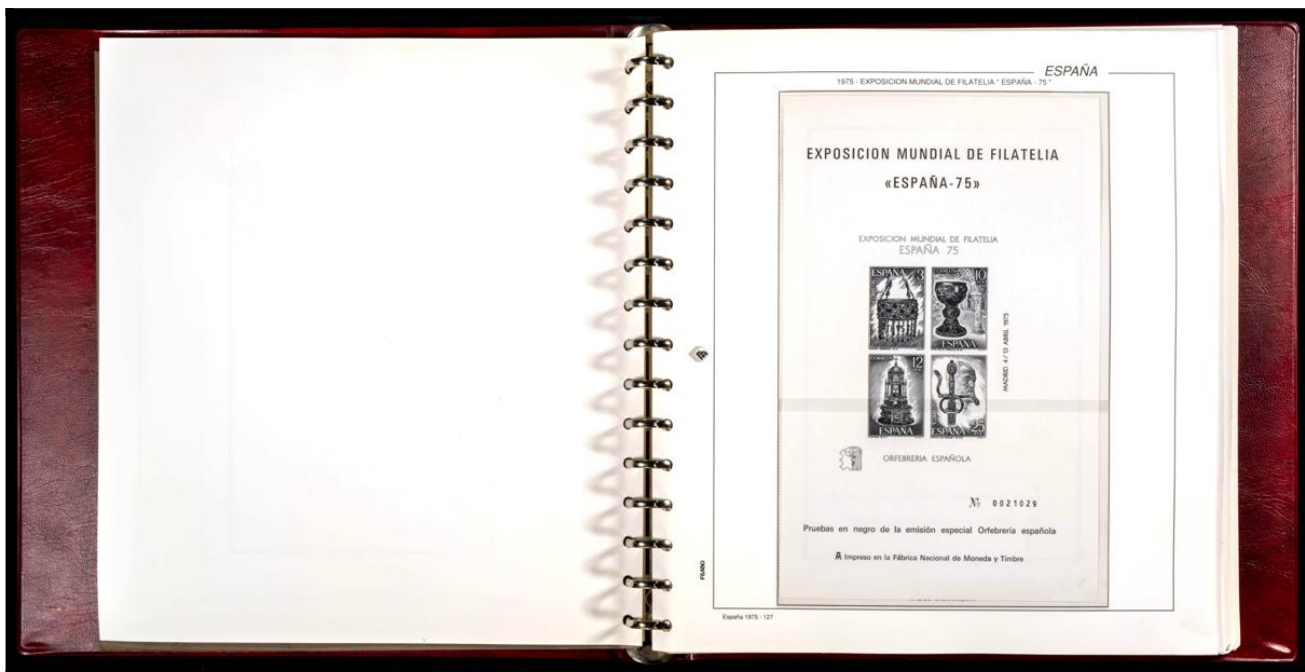 ESPAÑA
1975 - EXPOSICION MUNDIAL DE FILATELIA " ESPAÑA - 75 "
EXPOSICION MUNDIAL DE FILATELIA
«ESPAÑA-75»
EXPOSICION MUNDIAL DE FILATELIA
ESPAÑA 75
ESPAÑA 3
10
ESPAÑA
12
ESPAÑA
ESPAÑA 25
MADRID 4 / 13 ABRIL 1975
ORFEBRERIA ESPAÑOLA
Nº 0021029
Pruebas en negro de la emisión especial Orfebrería española
Impreso en la Fábrica Nacional de Moneda y Timbre
España 1975 - 127